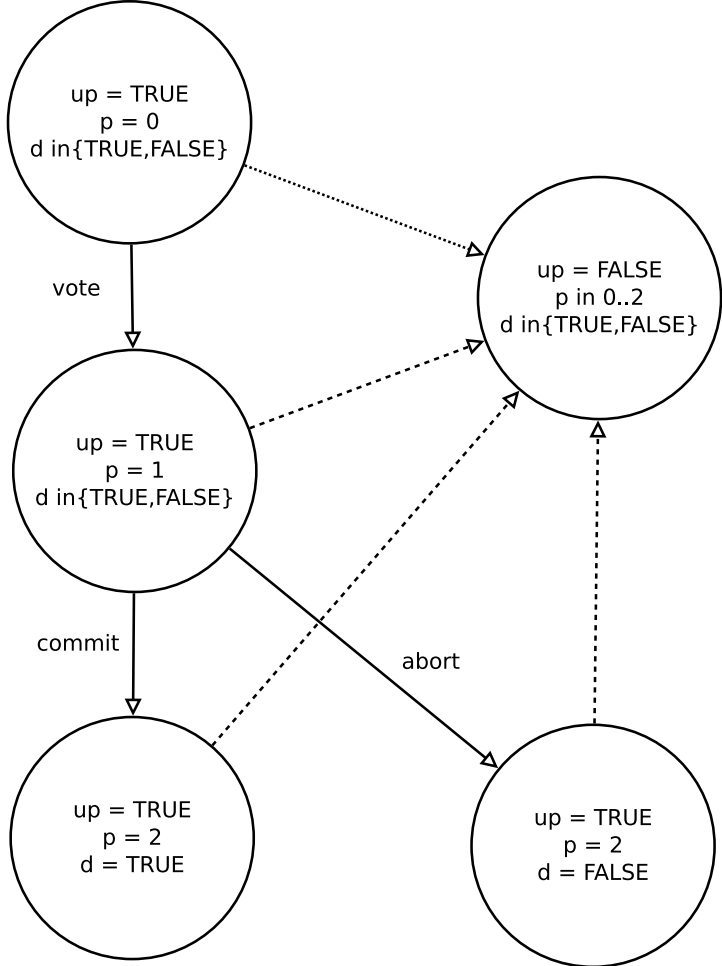 up = TRUE
p = 0
d in{TRUE,FALSE}
vote
up = FALSE
p in 0..2
d in{TRUE,FALSE}
up = TRUE
p = 1
d in{TRUE,FALSE}
commit
abort
up = TRUE
p = 2
d = TRUE
up = TRUE
p = 2
d = FALSE